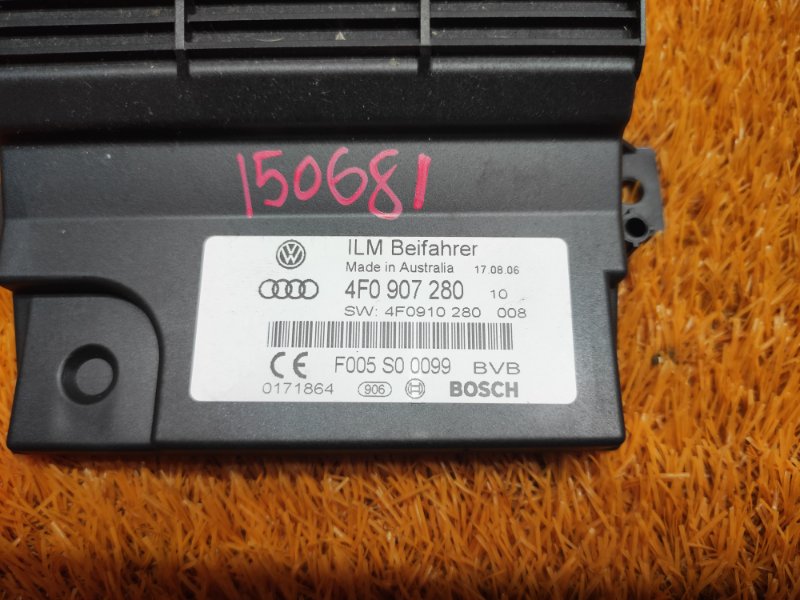 150681
ILM Beifahrer
Made in Australia 17.08.06
4F0 907 280 10
SW: 4F0910 280 008
CE F005 S0 0099 BVB
0171864 906 BOSCH